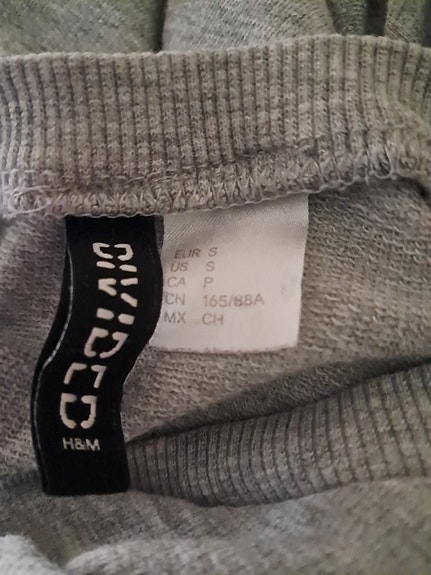 DIVIDED
H&M
EUR S
US S
CA P
CN 165/88A
MX CH